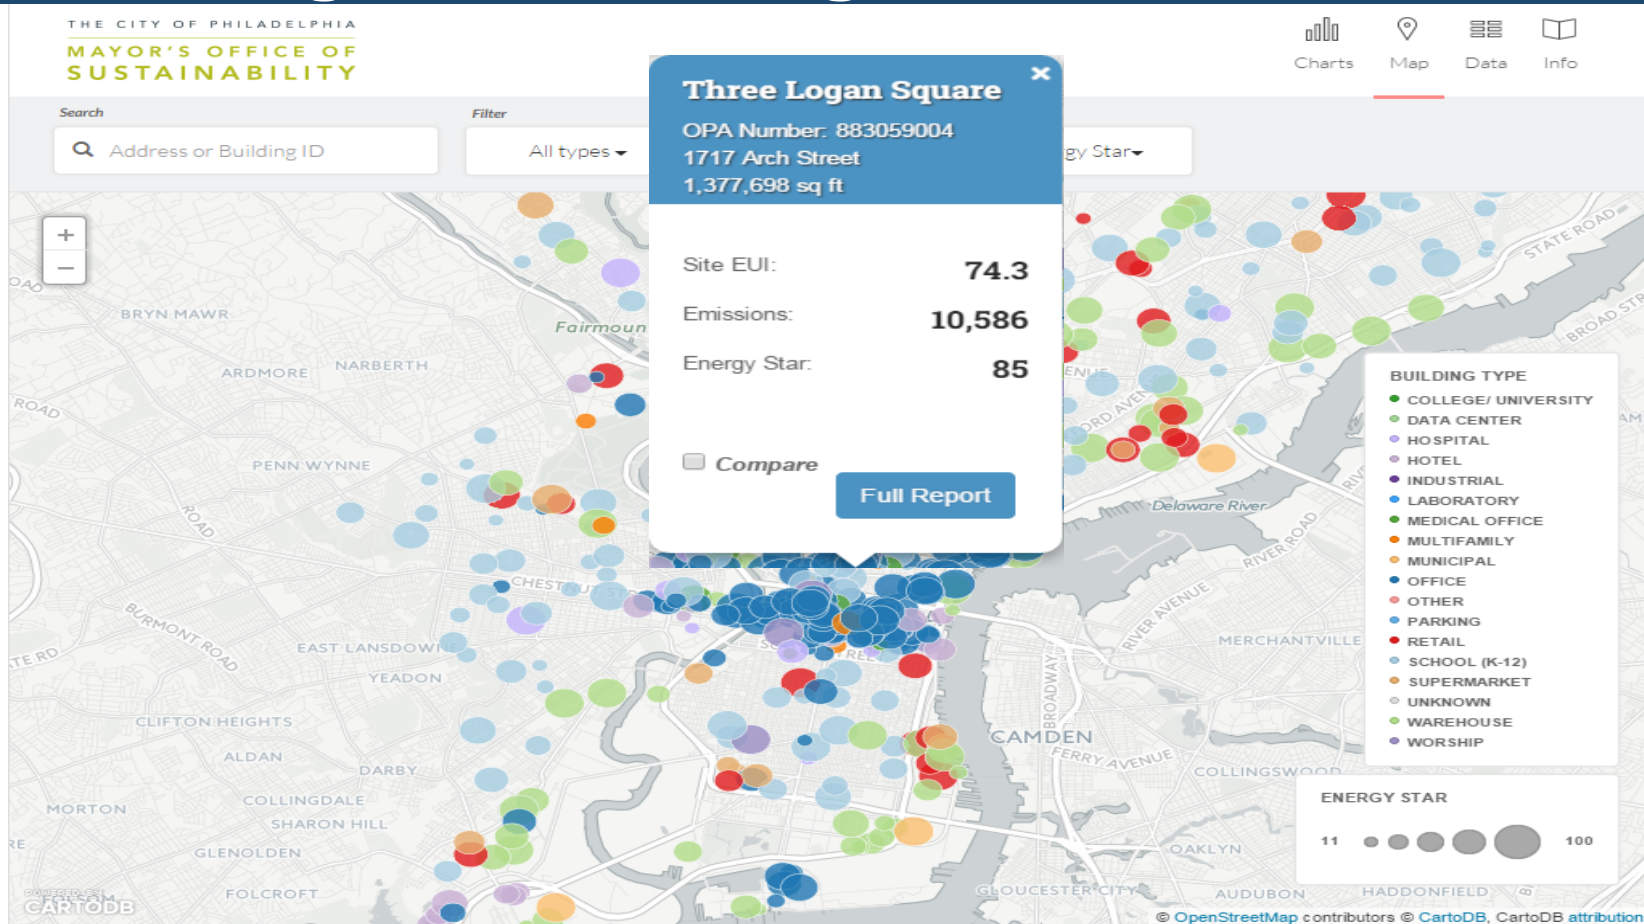 THE CITY OF PHILADELPHIA
MAYOR'S OFFICE OF
SUSTAINABILITY
Charts
Map
Data
Info
Search
Address or Building ID
Filter
All types
gy Star
Three Logan Square
OPA Number: 883059004
1717 Arch Street
1,377,698 sq ft
Site EUI: 74.3
Emissions: 10,586
Energy Star: 85
Compare
Full Report
+
−
BRYN MAWR
ARDMORE
NARBERTH
Fairmoun
ROAD
PENN WYNNE
ROAD
BURMONT ROAD
EAST LANSDOW
YEADON
CLIFTON HEIGHTS
ALDAN
DARBY
COLLINGDALE
MORTON
SHARON HILL
GLENOLDEN
FOLCROFT
STATE ROAD
BROAD STR
Delaware River
RIVER ROAD
RIVER AVENUE
MERCHANTVILLE
BROADWAY
CAMDEN
FERRY AVENUE
COLLINGSWOOD
OAKLYN
GLOUCESTER CITY
AUDUBON
HADDONFIELD
BUILDING TYPE
COLLEGE/ UNIVERSITY
DATA CENTER
HOSPITAL
HOTEL
INDUSTRIAL
LABORATORY
MEDICAL OFFICE
MULTIFAMILY
MUNICIPAL
OFFICE
OTHER
PARKING
RETAIL
SCHOOL (K-12)
SUPERMARKET
UNKNOWN
WAREHOUSE
WORSHIP
ENERGY STAR
11 100
POWERED BY
CARTODB
© OpenStreetMap contributors © CartoDB, CartoDB attribution